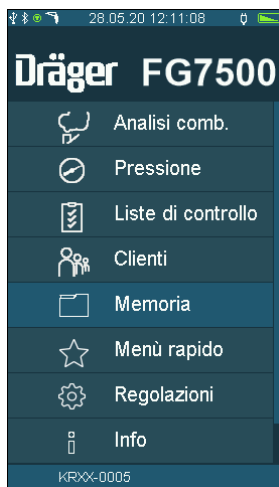 28.05.20 12:11:08
Dräger FG7500
Analisi comb.
Pressione
Liste di controllo
Clienti
Memoria
Menù rapido
Regolazioni
Info
KRXX-0005